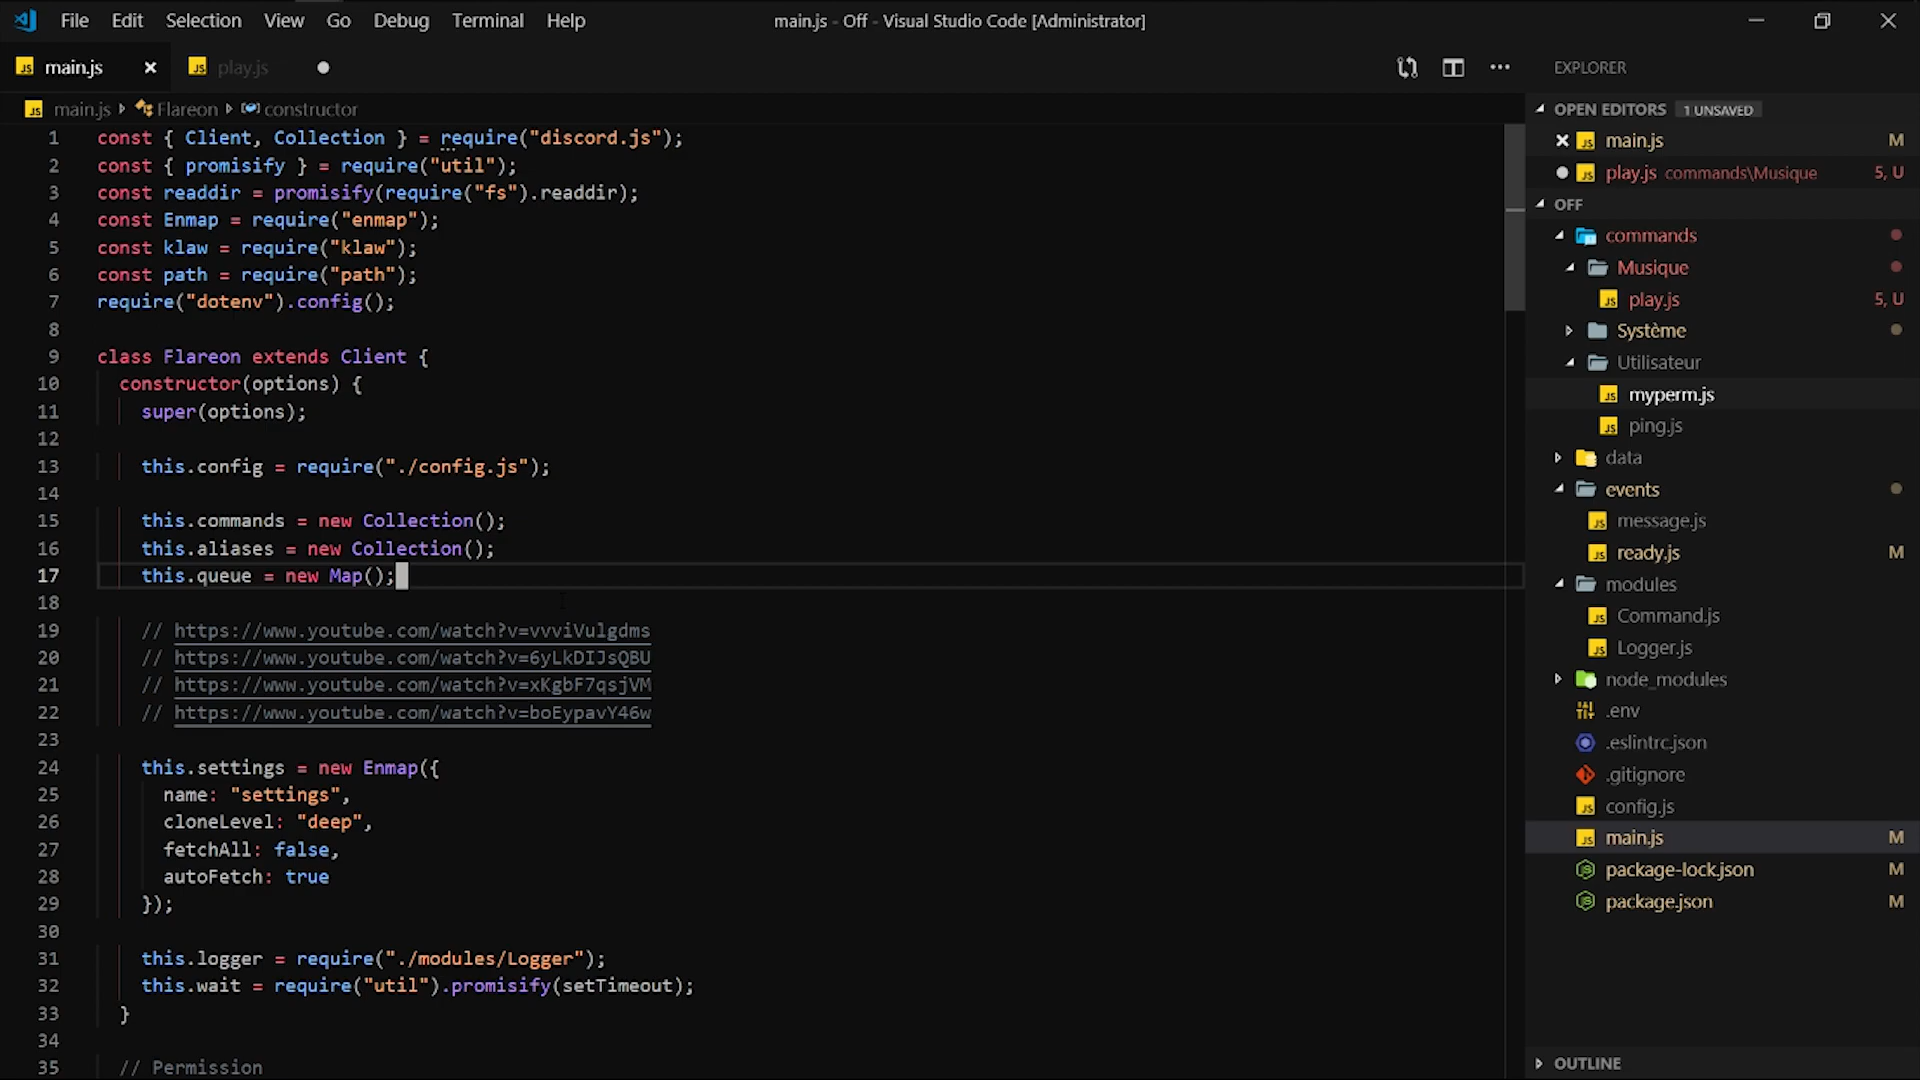 File Edit Selection View Go Debug Terminal Help main.js - Off - Visual Studio Code [Administrator]
main.js play.js
main.js Flareon constructor
1 const { Client, Collection } = require("discord.js");
2 const { promisify } = require("util");
3 const readdir = promisify(require("fs").readdir);
4 const Enmap = require("enmap");
5 const klaw = require("klaw");
6 const path = require("path");
7 require("dotenv").config();
8
9 class Flareon extends Client {
10 constructor(options) {
11 super(options);
12
13 this.config = require("./config.js");
14
15 this.commands = new Collection();
16 this.aliases = new Collection();
17 this.queue = new Map();
18
19 // https://www.youtube.com/watch?v=vvviVulgdms
20 // https://www.youtube.com/watch?v=6yLkDIJsQBU
21 // https://www.youtube.com/watch?v=xKgbF7qsjVM
22 // https://www.youtube.com/watch?v=boEypavY46w
23
24 this.settings = new Enmap({
25 name: "settings",
26 cloneLevel: "deep",
27 fetchAll: false,
28 autoFetch: true
29 });
30
31 this.logger = require("./modules/Logger");
32 this.wait = require("util").promisify(setTimeout);
33 }
34
35 // Permission
EXPLORER
OPEN EDITORS 1 UNSAVED
main.js M
play.js commands\Musique 5, U
OFF
commands
Musique
play.js 5, U
Système
Utilisateur
myperm.js
ping.js
data
events
message.js
ready.js M
modules
Command.js
Logger.js
node_modules
.env
.eslintrc.json
.gitignore
config.js
main.js M
package-lock.json M
package.json M
OUTLINE